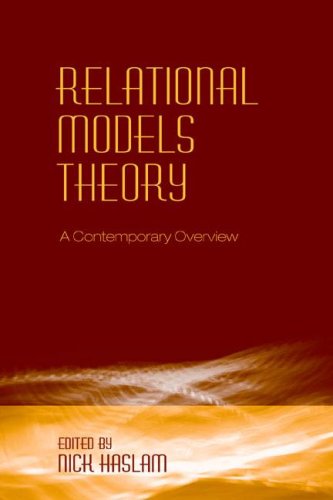 RELATIONAL
MODELS
THEORY
A Contemporary Overview
EDITED BY
NICK HASLAM